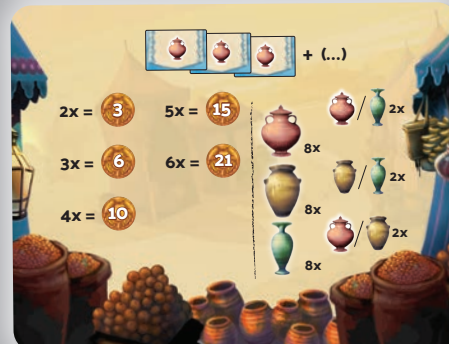 + (...)
2x = 3
5x = 15
3x = 6
6x = 21
4x = 10
8x
/ 2x
8x
/ 2x
8x
/ 2x